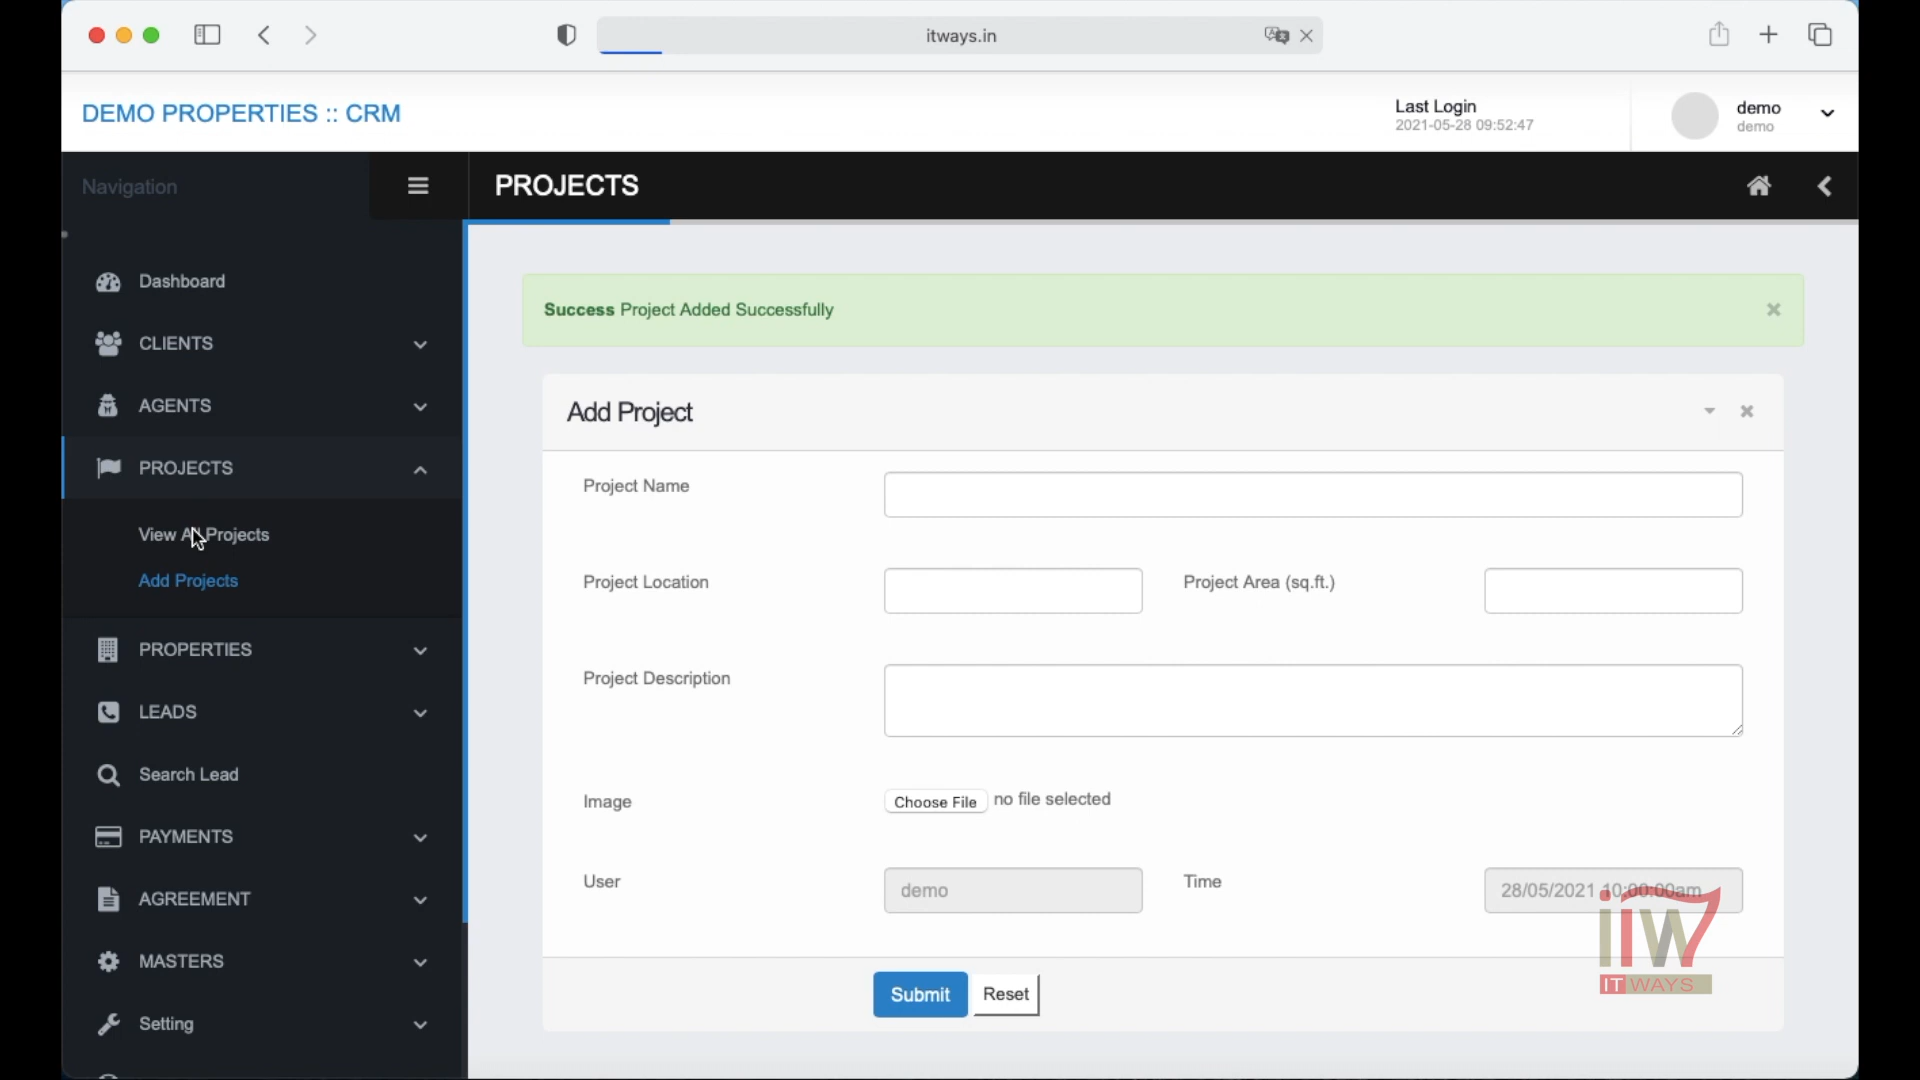 itways.in
DEMO PROPERTIES :: CRM
Last Login
2021-05-28 09:52:47
demo
demo
Navigation
PROJECTS
Dashboard
CLIENTS
AGENTS
PROJECTS
View All Projects
Add Projects
PROPERTIES
LEADS
Search Lead
PAYMENTS
AGREEMENT
MASTERS
Setting
Success Project Added Successfully
Add Project
Project Name
Project Location
Project Area (sq.ft.)
Project Description
Image
Choose File no file selected
User
demo
Time
28/05/2021 10:00:00am
Submit
Reset
IT WAYS